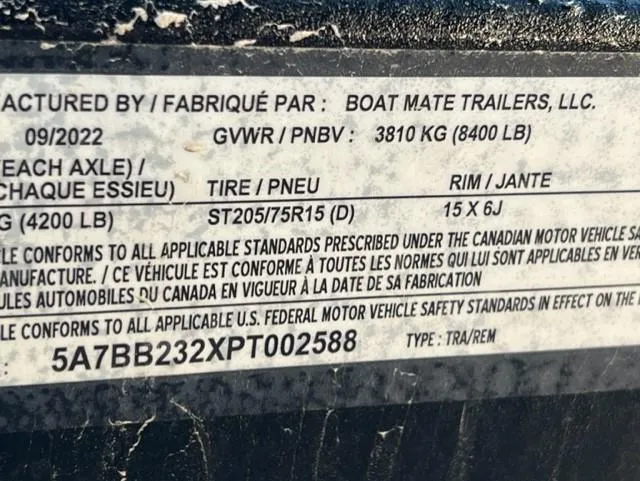 ACTURED BY / FABRIQUÉ PAR : BOAT MATE TRAILERS, LLC.
09/2022 GVWR / PNBV : 3810 KG (8400 LB)
EACH AXLE) /
CHAQUE ESSIEU) TIRE / PNEU RIM / JANTE
G (4200 LB) ST205/75R15 (D) 15 X 6J
LE CONFORMS TO ALL APPLICABLE STANDARDS PRESCRIBED UNDER THE CANADIAN MOTOR VEHICLE SA
ANUFACTURE. / CE VÉHICULE EST CONFORME À TOUTES LES NORMES QUI LUI SONT APPLICABLES EN VER
ULES AUTOMOBILES DU CANADA EN VIGUEUR À LA DATE DE SA FABRICATION
LE CONFORMS TO ALL APPLICABLE U.S. FEDERAL MOTOR VEHICLE SAFETY STANDARDS IN EFFECT ON THE
: 5A7BB232XPT002588 TYPE : TRA/REM